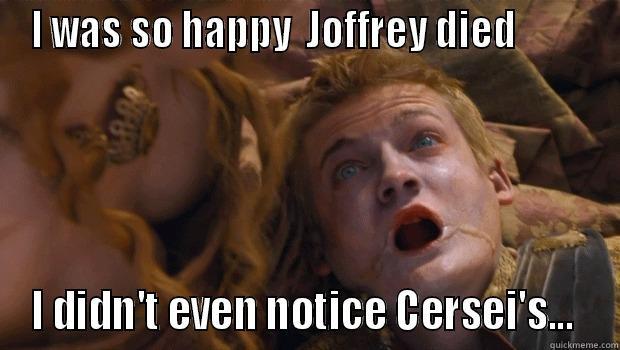 I was so happy Joffrey died
I didn't even notice Cersei's...
quickmeme.com